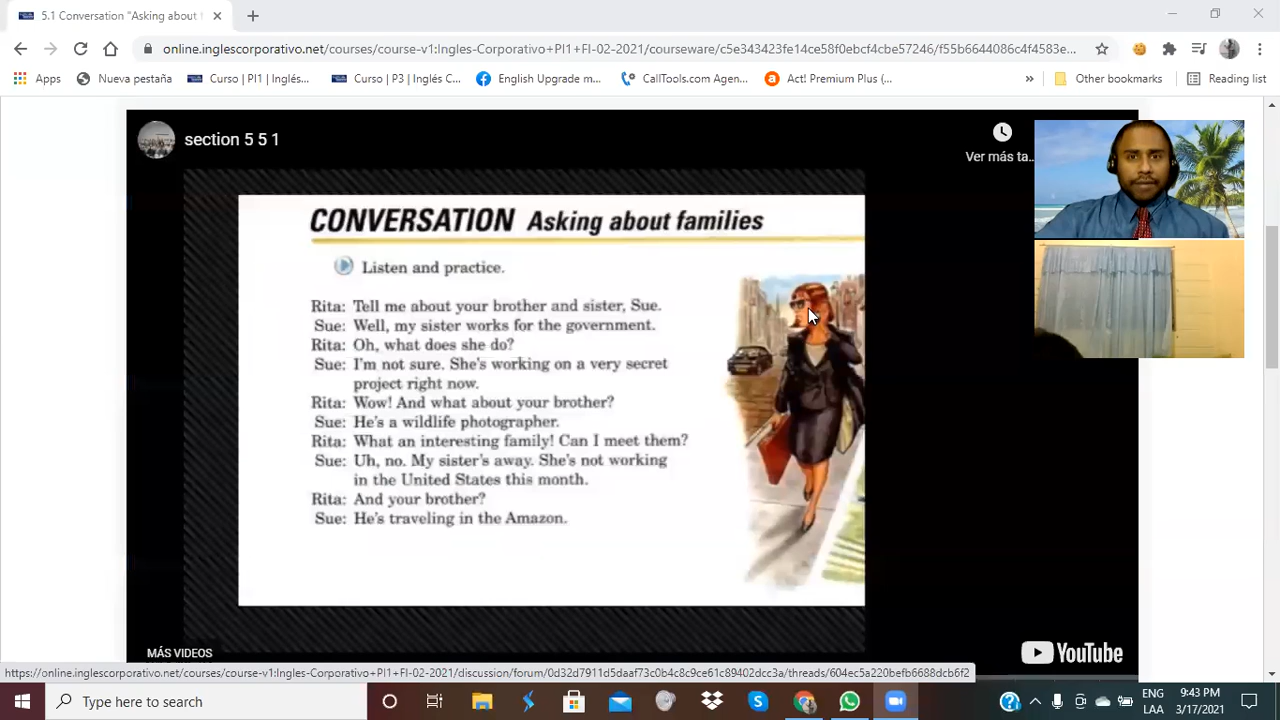 5.1 Conversation "Asking about f
online.inglescorporativo.net/courses/course-v1:Ingles-Corporativo+PI1+FI-02-2021/courseware/c5e343423fe14ce58f0ebcf4cbe57246/f55b6644086c4f4583e...
Apps Nueva pestaña Curso | PI1 | Inglés... Curso | P3 | Inglés C... English Upgrade m... CallTools.com Agen... Act! Premium Plus (... » Other bookmarks Reading list
section 5 5 1
Ver más ta...
CONVERSATION Asking about families
Listen and practice.
Rita: Tell me about your brother and sister, Sue.
Sue: Well, my sister works for the government.
Rita: Oh, what does she do?
Sue: I'm not sure. She's working on a very secret
project right now.
Rita: Wow! And what about your brother?
Sue: He's a wildlife photographer.
Rita: What an interesting family! Can I meet them?
Sue: Uh, no. My sister's away. She's not working
in the United States this month.
Rita: And your brother?
Sue: He's traveling in the Amazon.
MÁS VIDEOS
YouTube
https://online.inglescorporativo.net/courses/course-v1:Ingles-Corporativo+PI1+FI-02-2021/discussion/forum/0d32d7911d5daaf73c0b4c8c9ce61c89402dcc3a/threads/604ec5a220befb6688dcb6f2
Type here to search
ENG 9:43 PM
LAA 3/17/2021